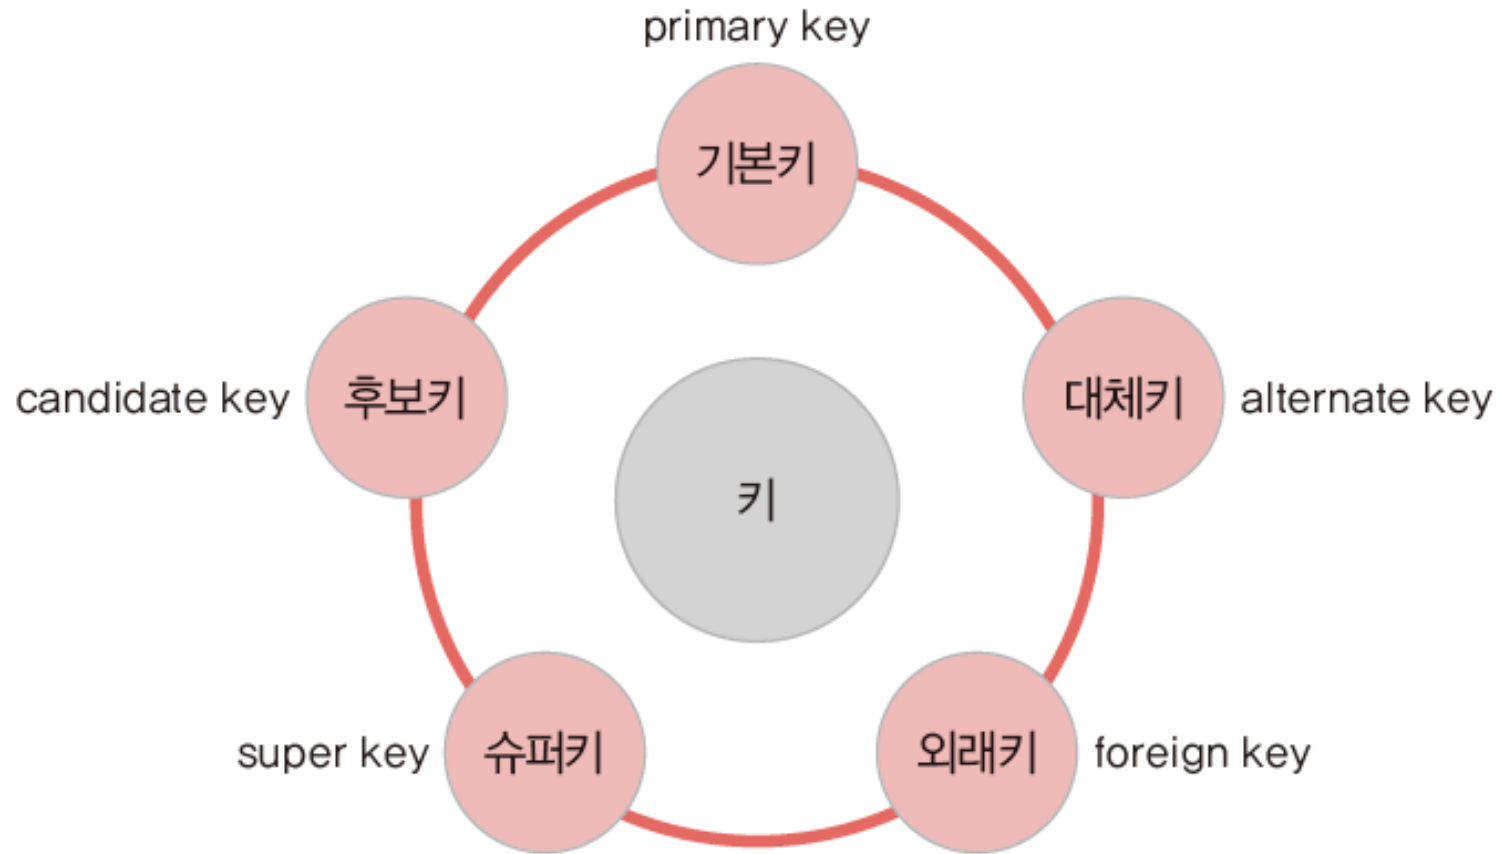 primary key
기본키
candidate key
후보키
대체키
alternate key
키
super key
슈퍼키
외래키
foreign key